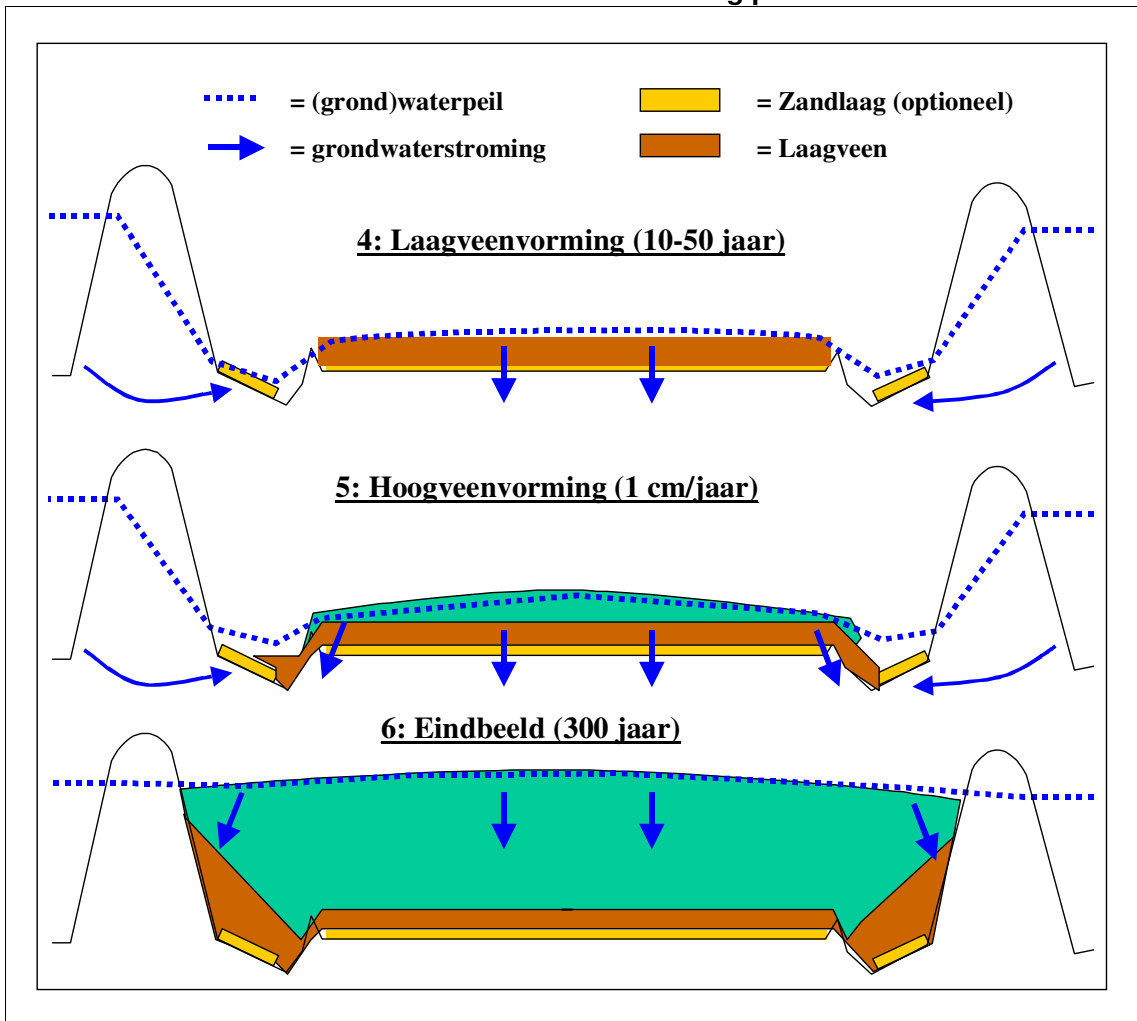 = (grond)waterpeil
= Zandlaag (optioneel)
= grondwaterstroming
= Laagveen
4: Laagveenvorming (10-50 jaar)
5: Hoogveenvorming (1 cm/jaar)
6: Eindbeeld (300 jaar)